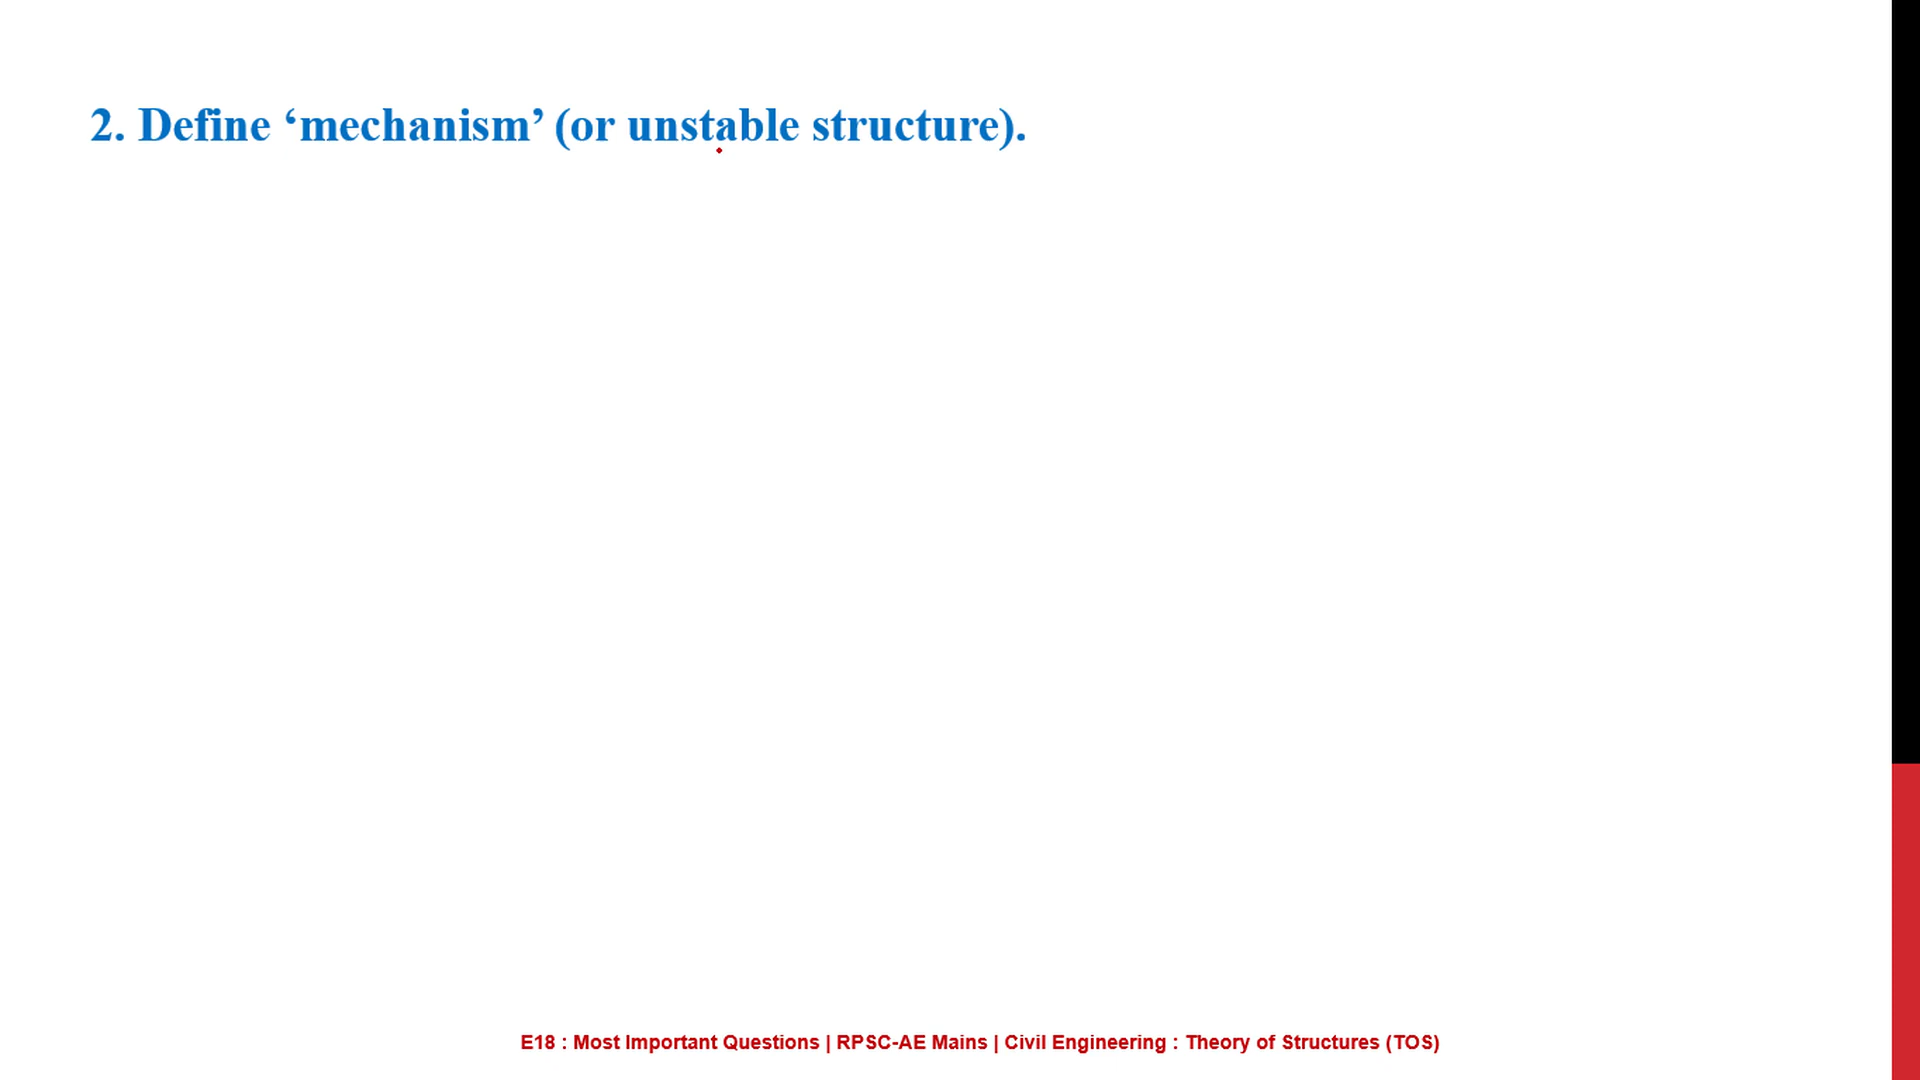 2. Define ‘mechanism’ (or unstable structure).
E18 : Most Important Questions | RPSC-AE Mains | Civil Engineering : Theory of Structures (TOS)